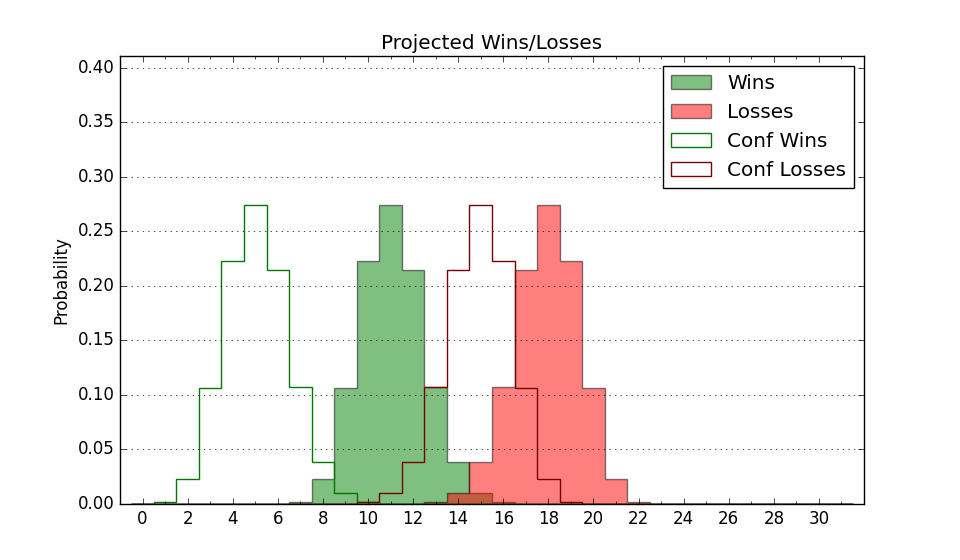 Projected Wins/Losses
0.40
0.35
0.30
0.25
0.20
0.15
0.10
0.05
0.00
Probability
Wins
Losses
Conf Wins
Conf Losses
0 2 4 6 8 10 12 14 16 18 20 22 24 26 28 30